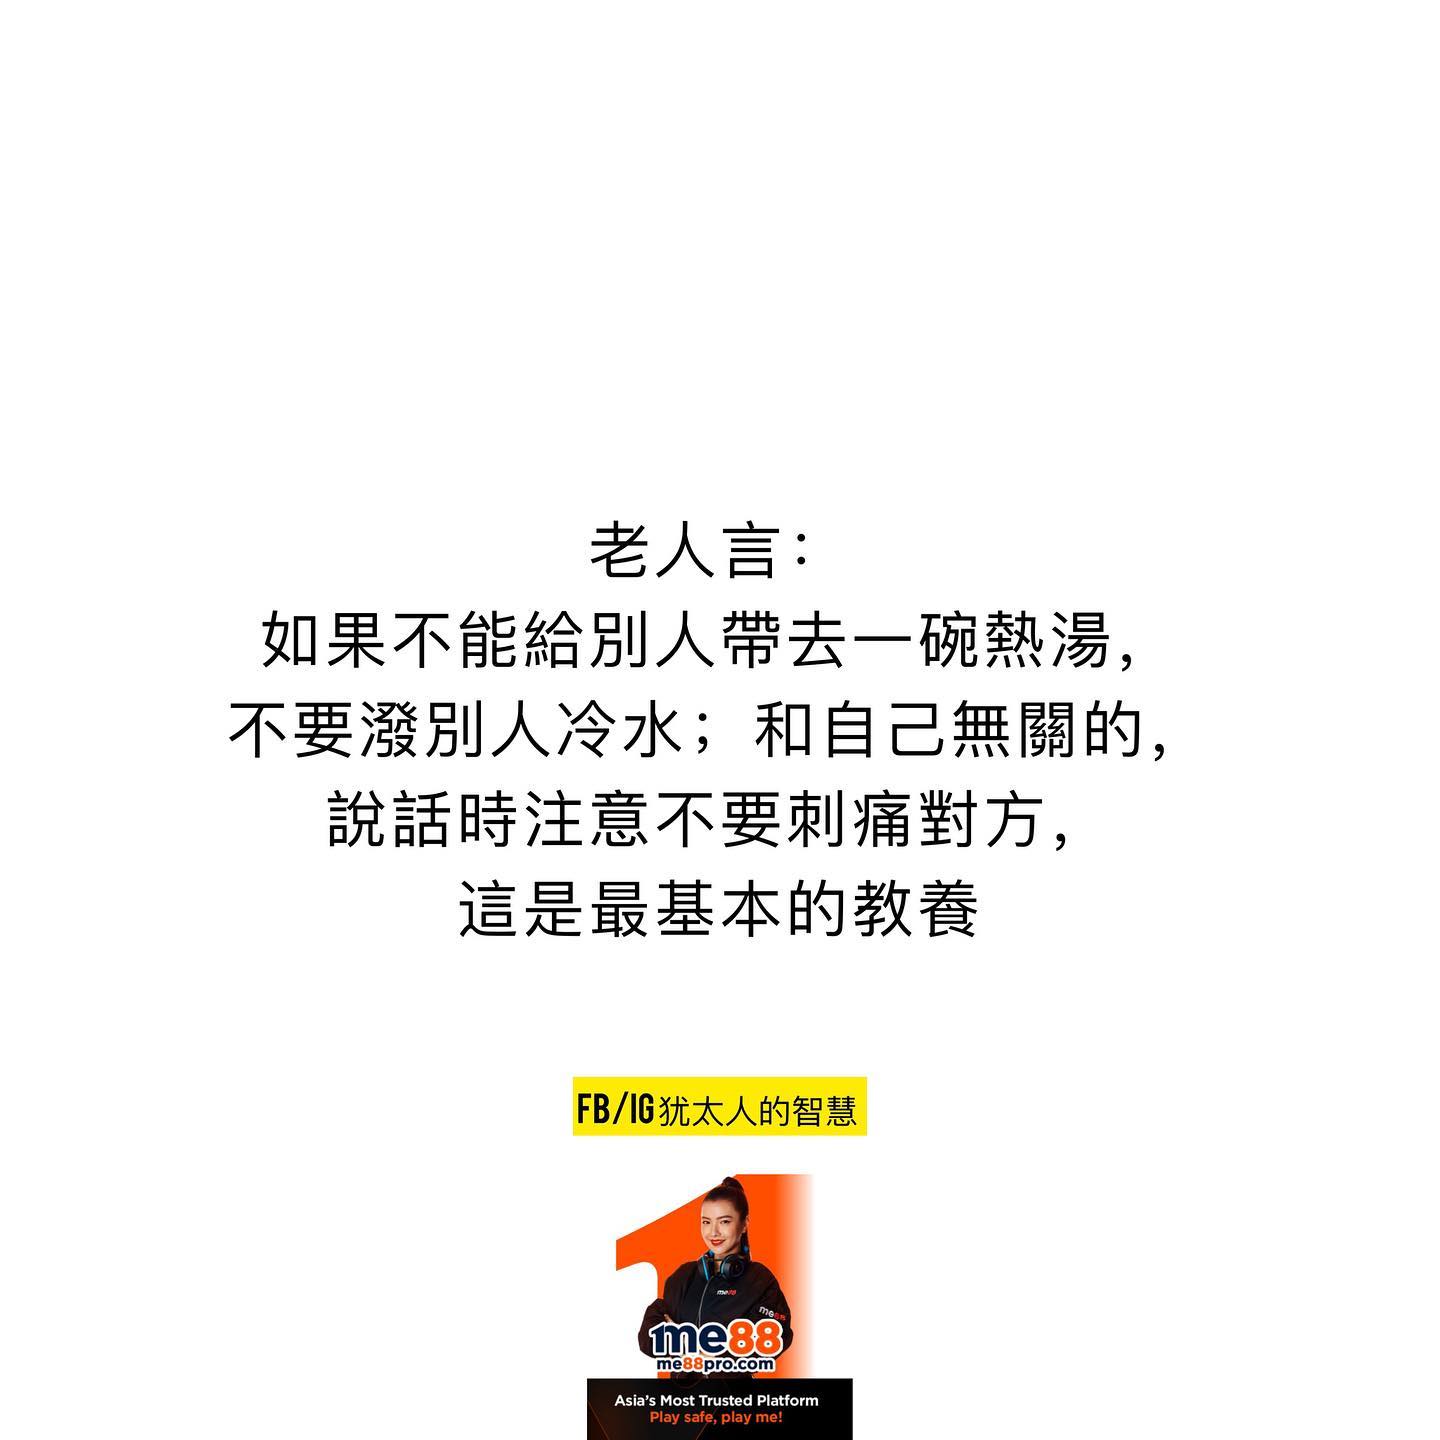 老人言：
如果不能給別人帶去一碗熱湯，
不要潑別人冷水；和自己無關的，
說話時注意不要刺痛對方，
這是最基本的教養
FB/IG犹太人的智慧
me88
me88
me88
me88pro.com
Asia's Most Trusted Platform
Play safe, play me!